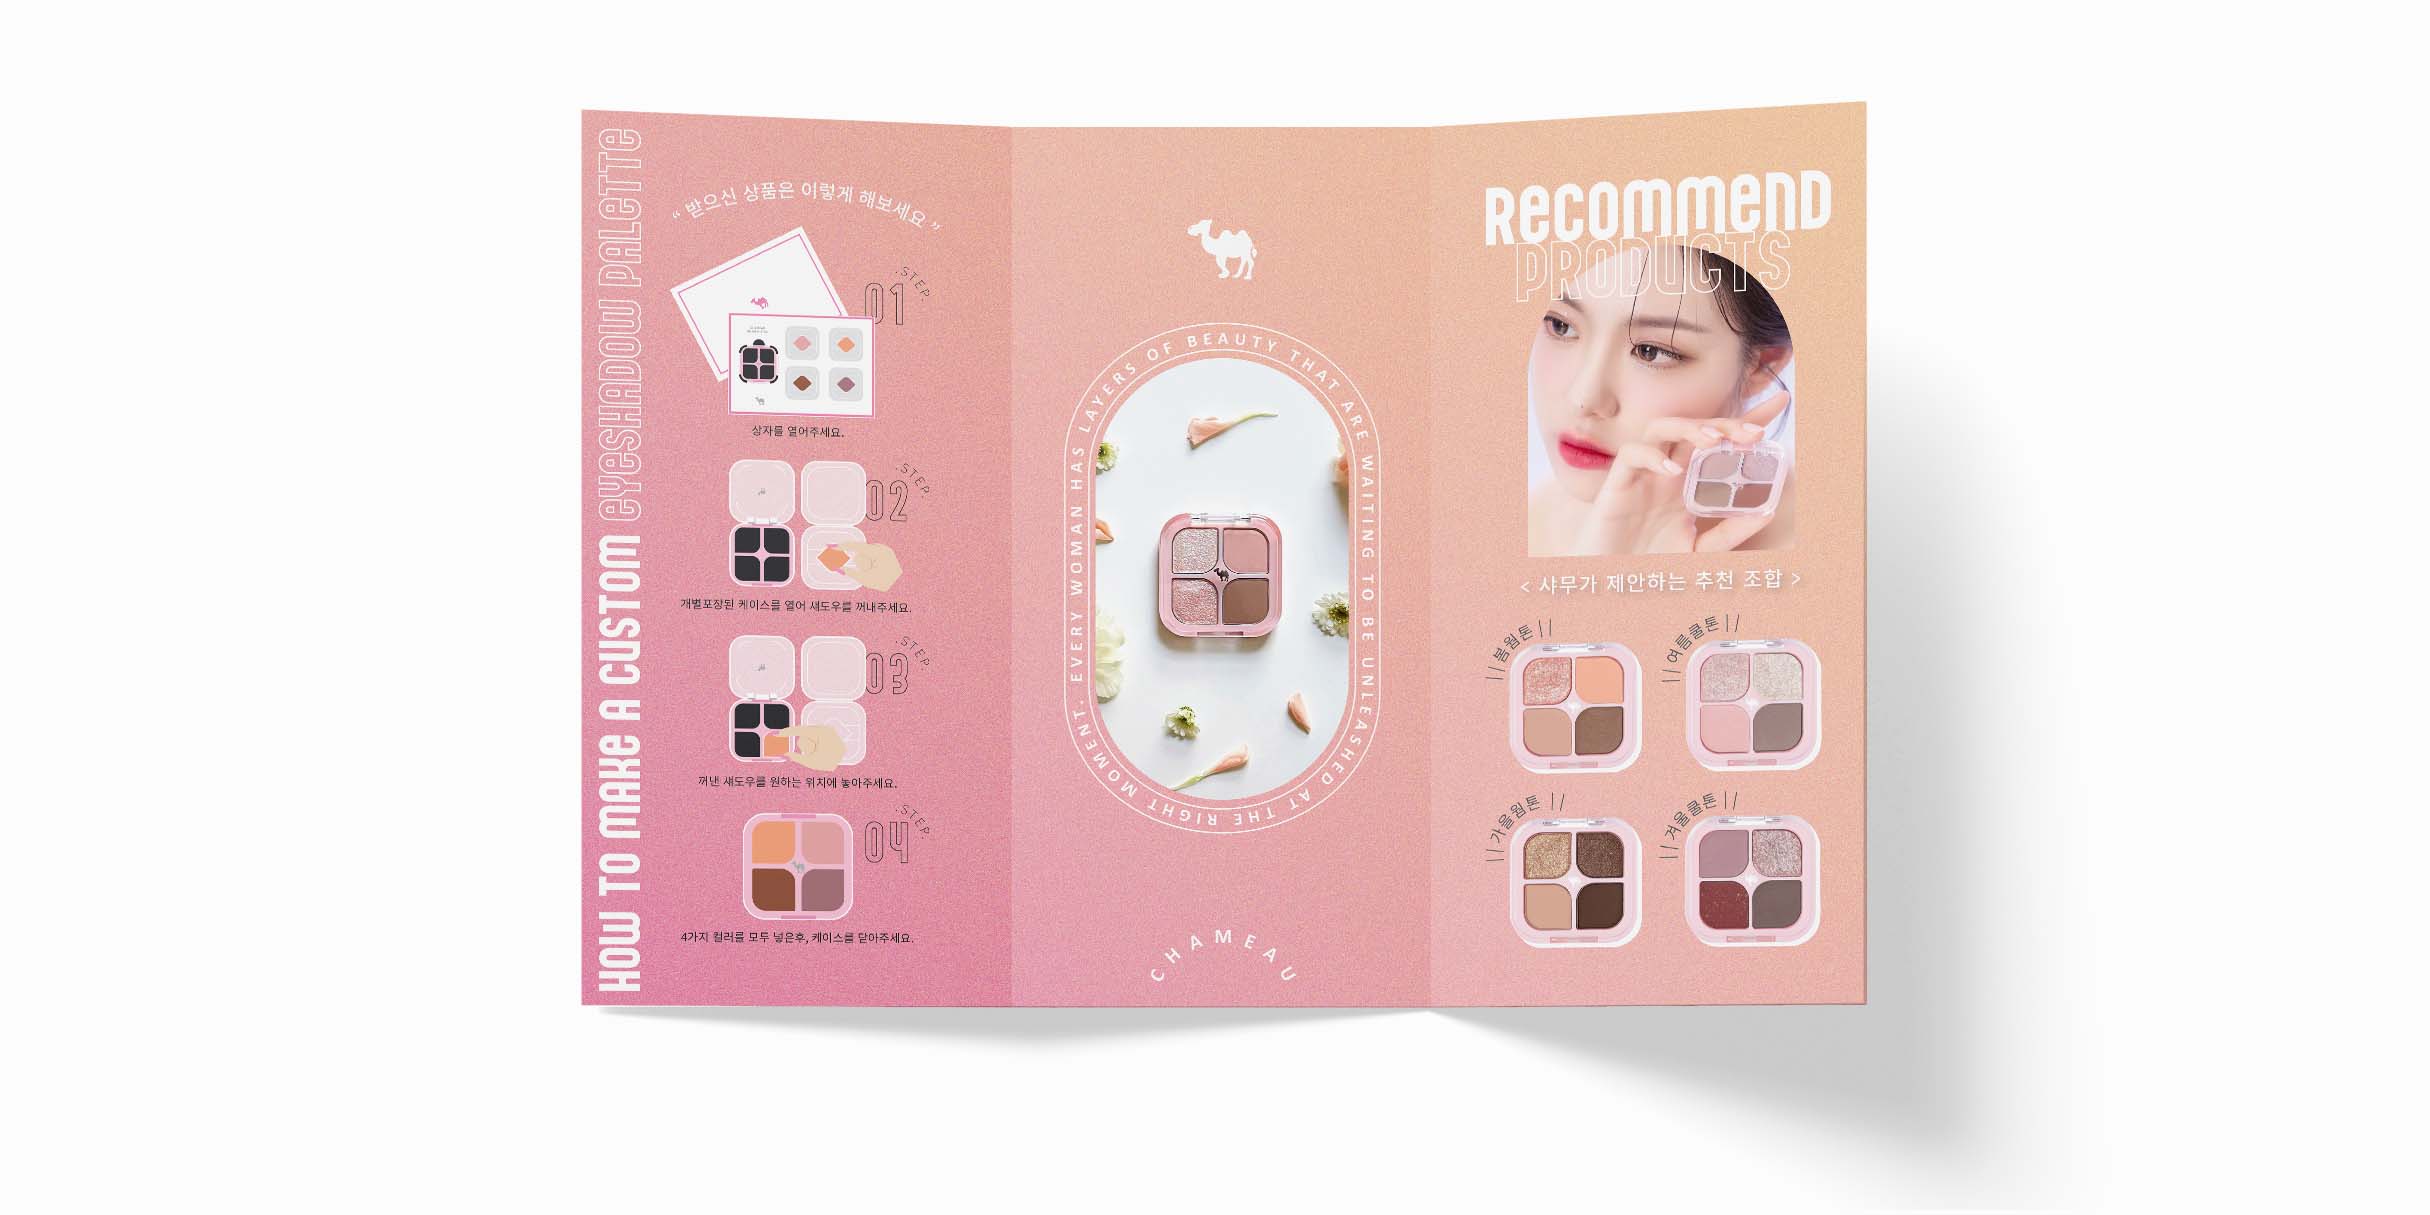 HOW TO MAKE A CUSTOM EYESHADOW PALETTE
“ 받으신 상품은 이렇게 해보세요 ”
.STEP.
01
상자를 열어주세요.
.STEP.
02
개별포장된 케이스를 열어 섀도우를 꺼내주세요.
.STEP.
03
꺼낸 섀도우를 원하는 위치에 놓아주세요.
.STEP.
04
4가지 컬러를 모두 넣은후, 케이스를 닫아주세요.
EVERY WOMAN HAS LAYERS OF BEAUTY THAT ARE WAITING TO BE UNLEASHED AT THE RIGHT MOMENT.
CHAMEAU
RECOMMEND
PRODUCTS
< 샤무가 제안하는 추천 조합 >
|| 봄웜톤 ||
|| 여름쿨톤 ||
|| 가을웜톤 ||
|| 겨울쿨톤 ||